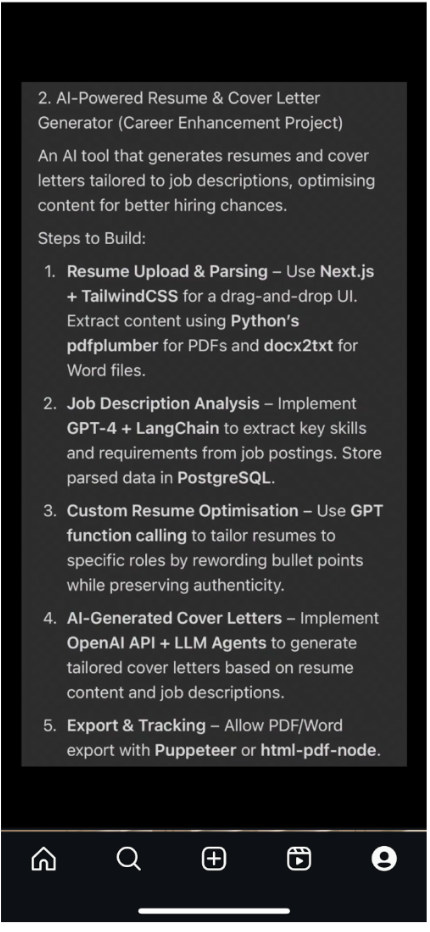 2. AI-Powered Resume & Cover Letter
Generator (Career Enhancement Project)
An AI tool that generates resumes and cover
letters tailored to job descriptions, optimising
content for better hiring chances.
Steps to Build:
1. Resume Upload & Parsing – Use Next.js
+ TailwindCSS for a drag-and-drop UI.
Extract content using Python's
pdfplumber for PDFs and docx2txt for
Word files.
2. Job Description Analysis – Implement
GPT-4 + LangChain to extract key skills
and requirements from job postings. Store
parsed data in PostgreSQL.
3. Custom Resume Optimisation – Use GPT
function calling to tailor resumes to
specific roles by rewording bullet points
while preserving authenticity.
4. AI-Generated Cover Letters – Implement
OpenAI API + LLM Agents to generate
tailored cover letters based on resume
content and job descriptions.
5. Export & Tracking – Allow PDF/Word
export with Puppeteer or html-pdf-node.